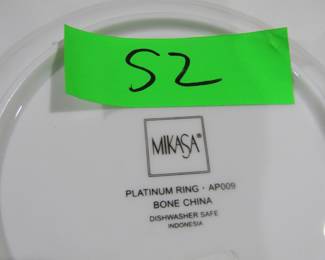 S2
MIKASA®
PLATINUM RING · AP009
BONE CHINA
DISHWASHER SAFE
INDONESIA